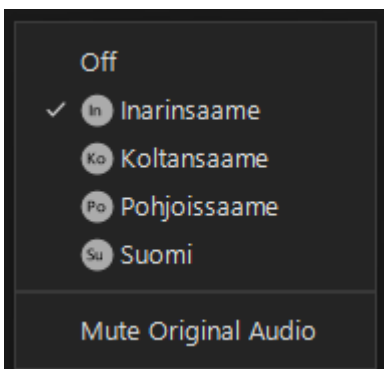 Off
In Inarinsaame
Ko Koltansaame
Po Pohjoissaame
Su Suomi
Mute Original Audio